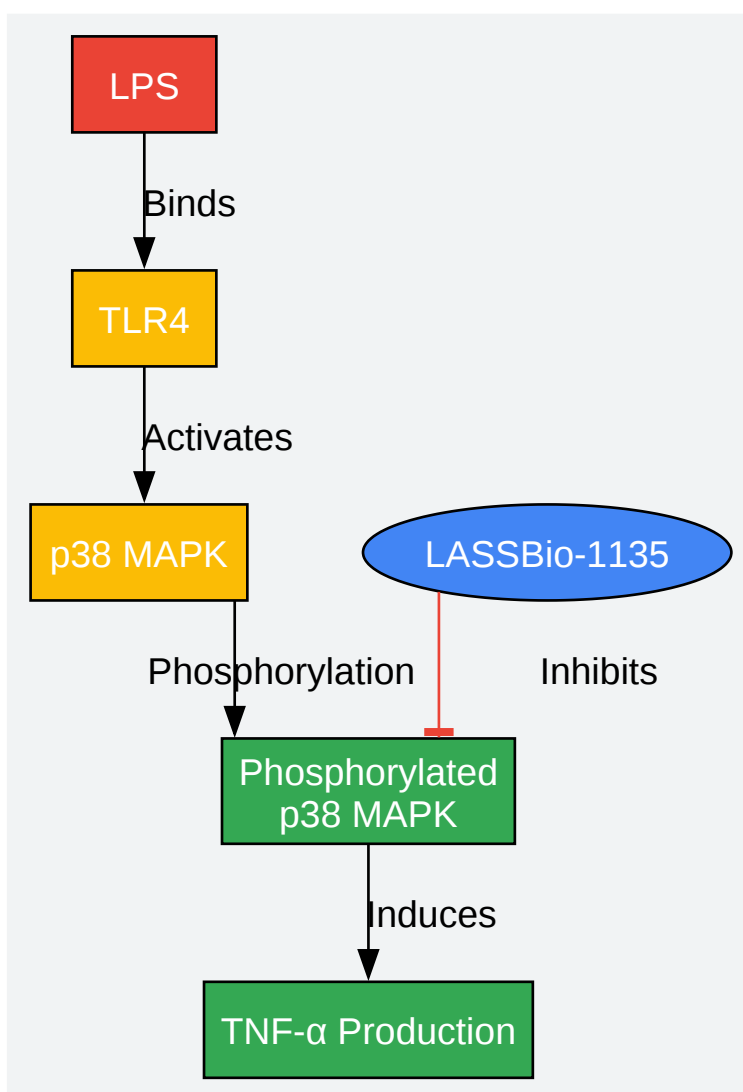 LPS
Binds
TLR4
Activates
p38 MAPK
LASSBio-1135
Phosphorylation
Inhibits
Phosphorylated
p38 MAPK
Induces
TNF-α Production